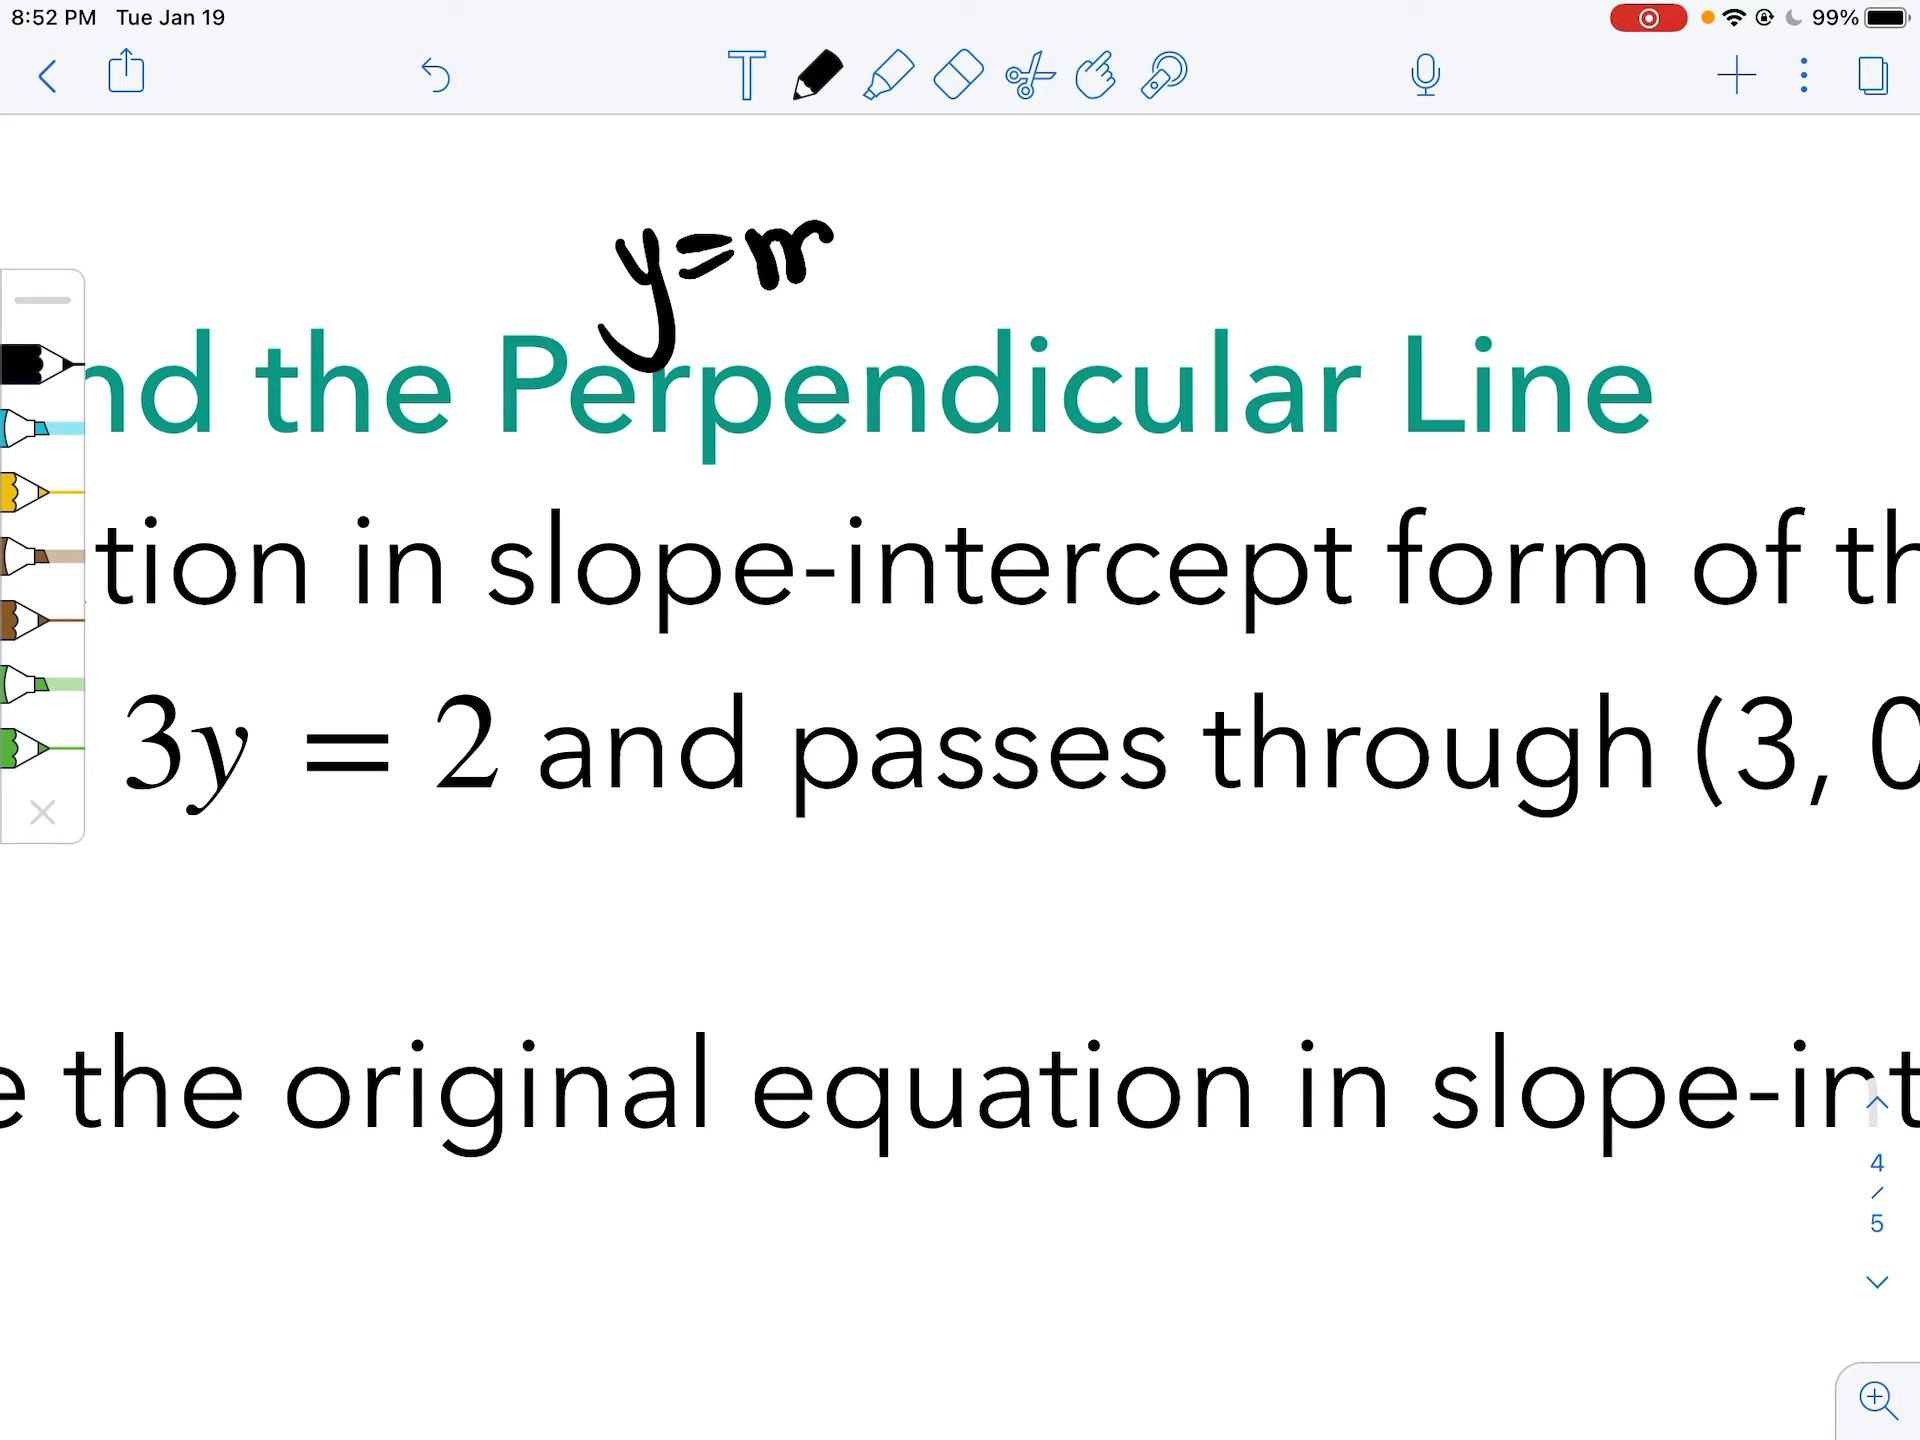 8:52 PM Tue Jan 19 99%
T
y=m
nd the Perpendicular Line
tion in slope-intercept form of th
3y = 2 and passes through (3, 0
e the original equation in slope-int
4
/
5